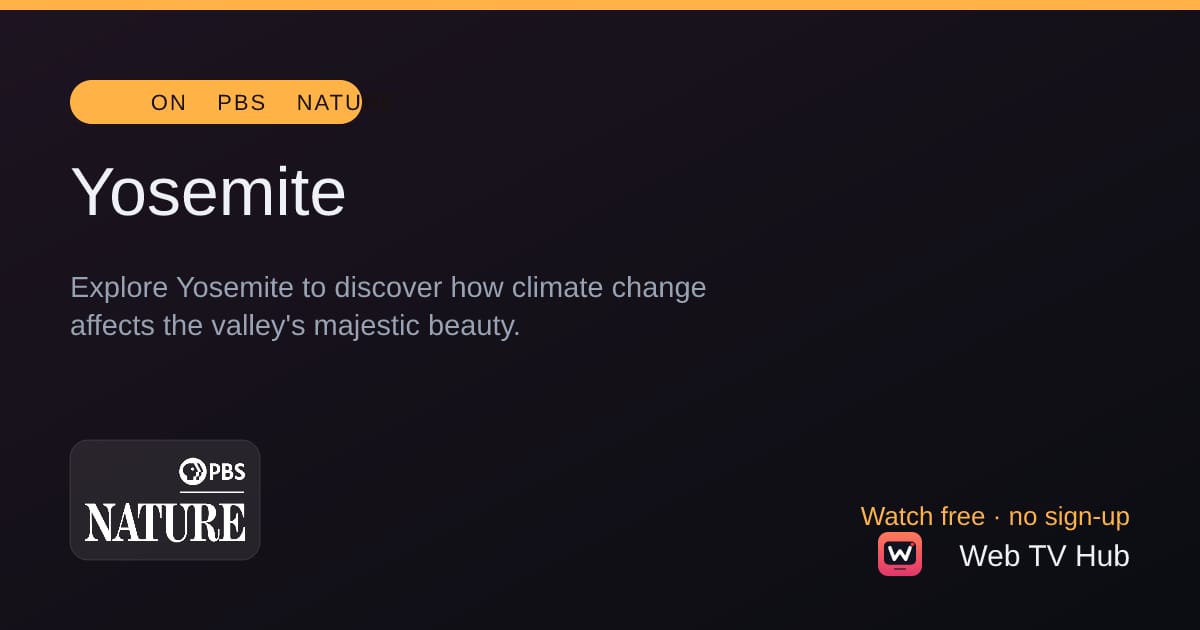 ON PBS NATURE
Yosemite
Explore Yosemite to discover how climate change
affects the valley's majestic beauty.
PBS
NATURE
Watch free · no sign-up
W
Web TV Hub